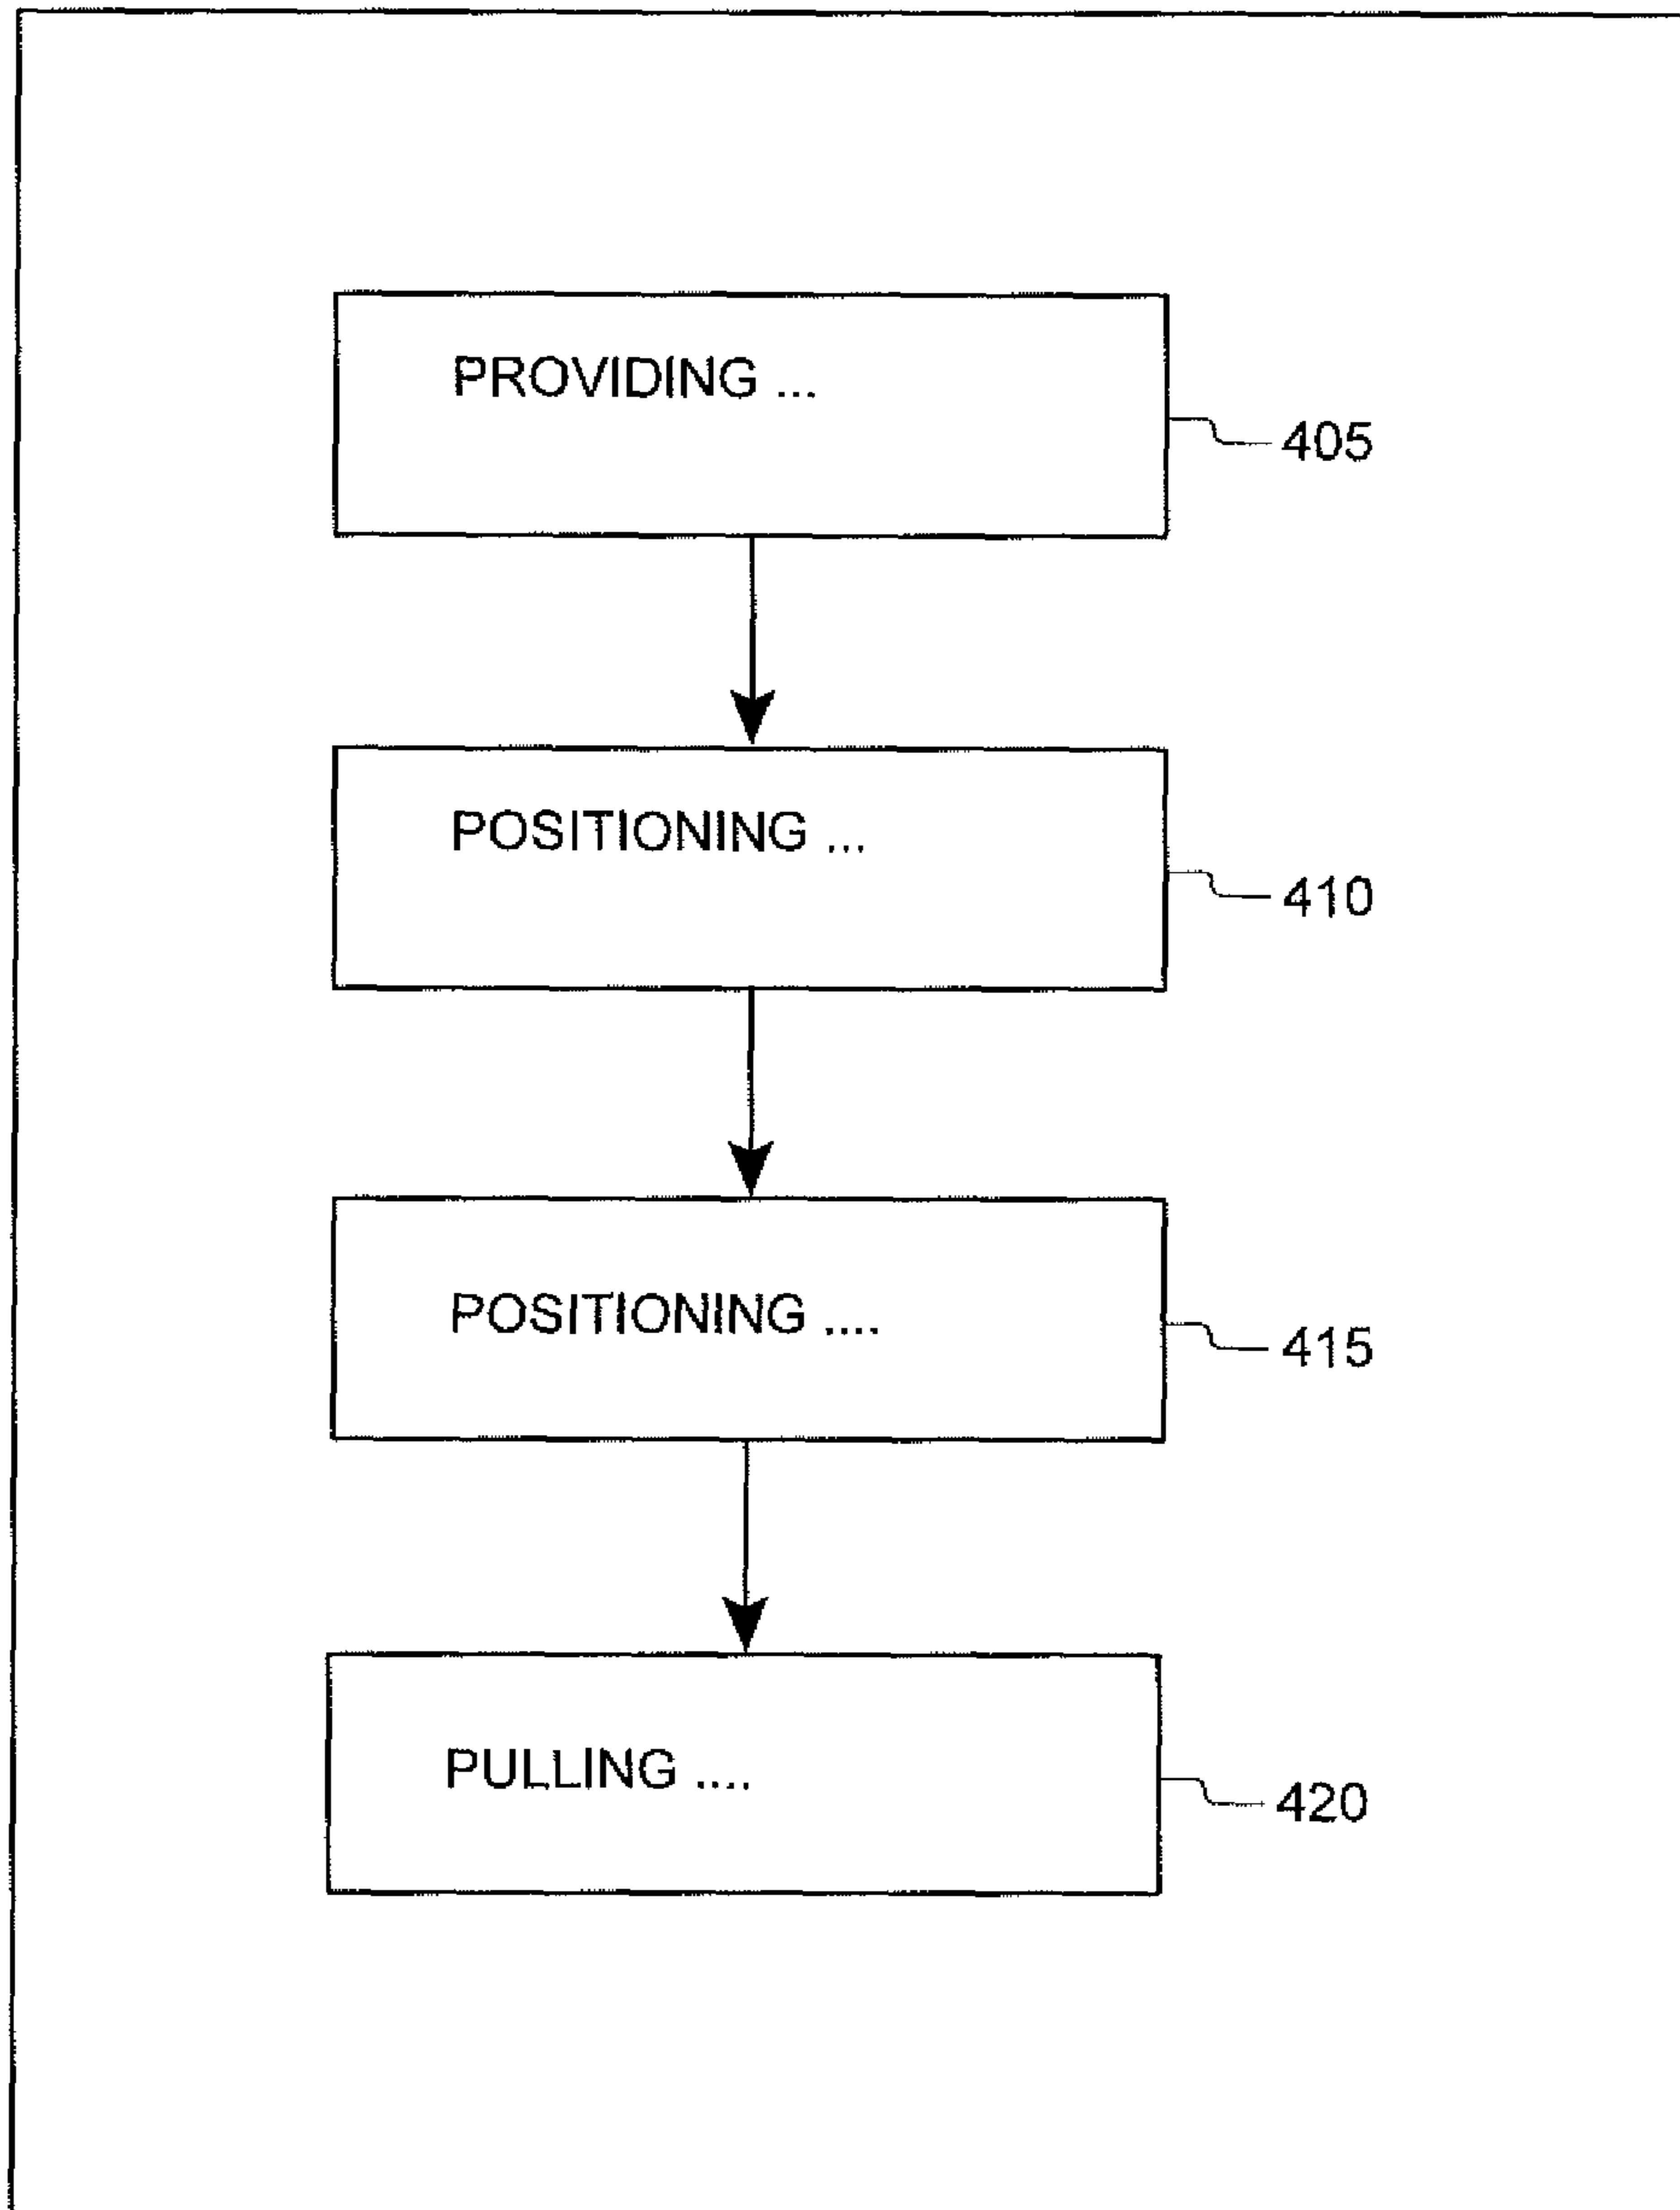 PROVIDING ...
405
POSITIONING ...
410
POSITIONING ....
415
PULLING ....
420